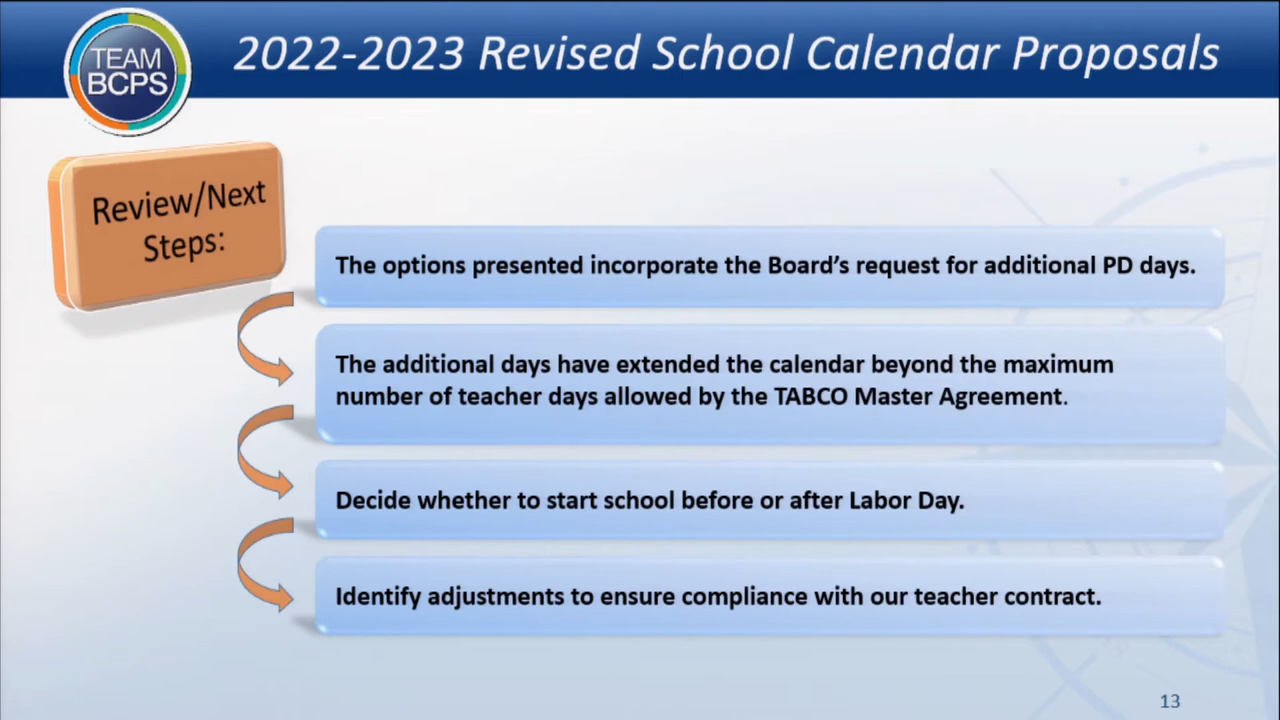 TEAM
BCPS
2022-2023 Revised School Calendar Proposals
Review/Next
Steps:
The options presented incorporate the Board’s request for additional PD days.
The additional days have extended the calendar beyond the maximum
number of teacher days allowed by the TABCO Master Agreement.
Decide whether to start school before or after Labor Day.
Identify adjustments to ensure compliance with our teacher contract.
13